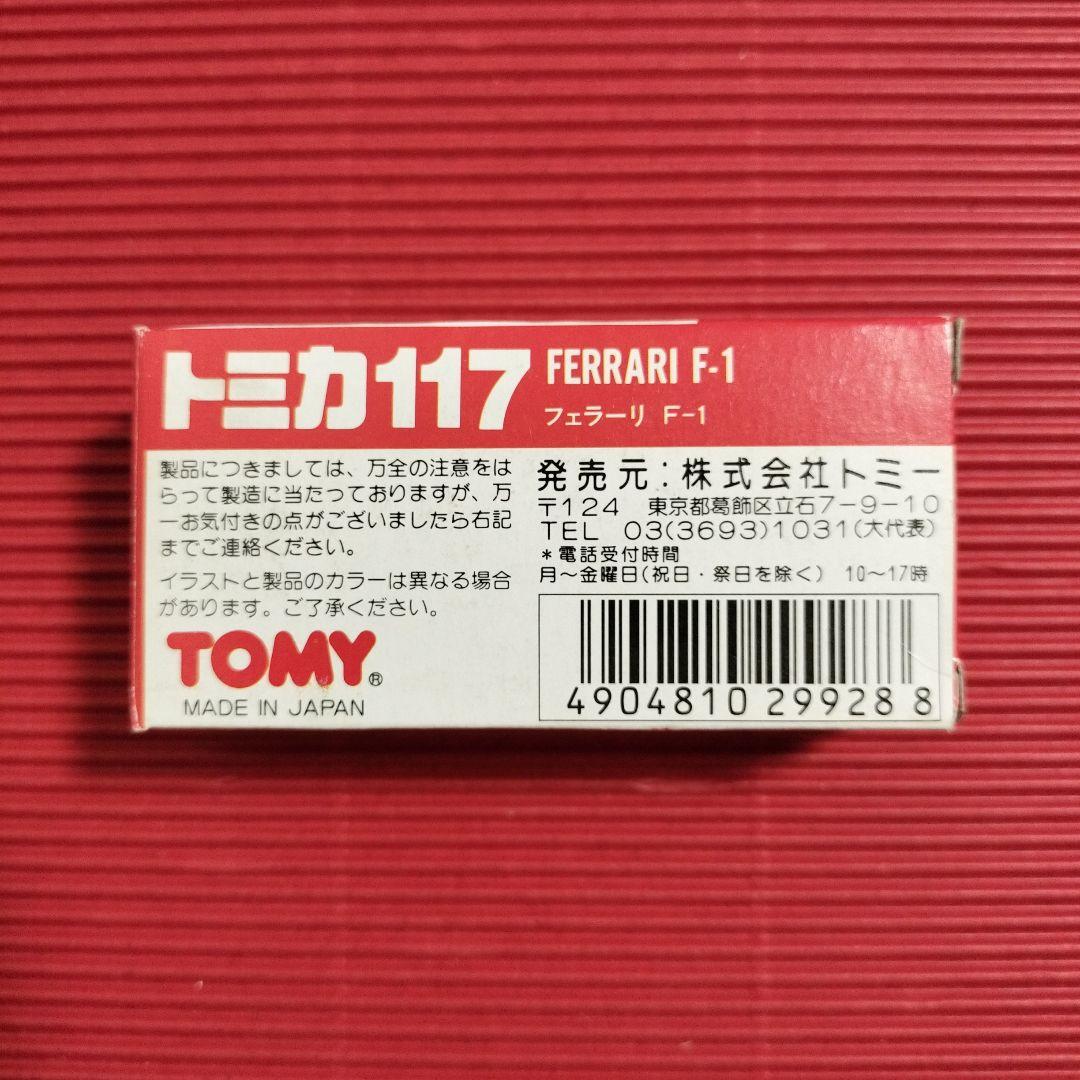 トミカ117
FERRARI F-1
フェラーリ F-1
製品につきましては、万全の注意をは
らって製造に当たっておりますが、万
一お気付きの点がございましたら右記
までご連絡ください。
イラストと製品のカラーは異なる場合
があります。ご了承ください。
TOMY®
MADE IN JAPAN
発売元:株式会社トミー
〒124 東京都葛飾区立石7-9-10
TEL 03(3693)1031(大代表)
*電話受付時間
月~金曜日(祝日・祭日を除く) 10~17時
4904810 299288